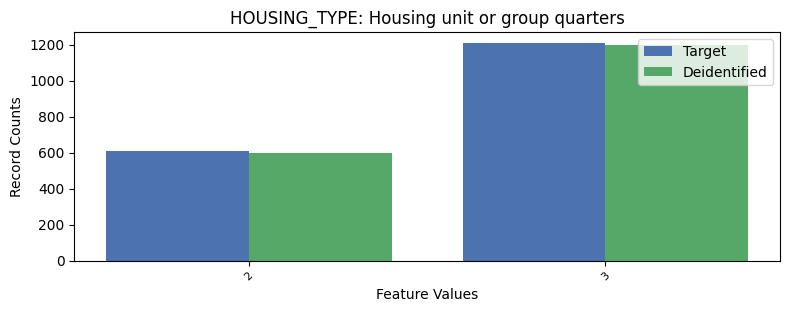 HOUSING_TYPE: Housing unit or group quarters
Target
Deidentified
Record Counts
1200
1000
800
600
400
200
0
2
3
Feature Values